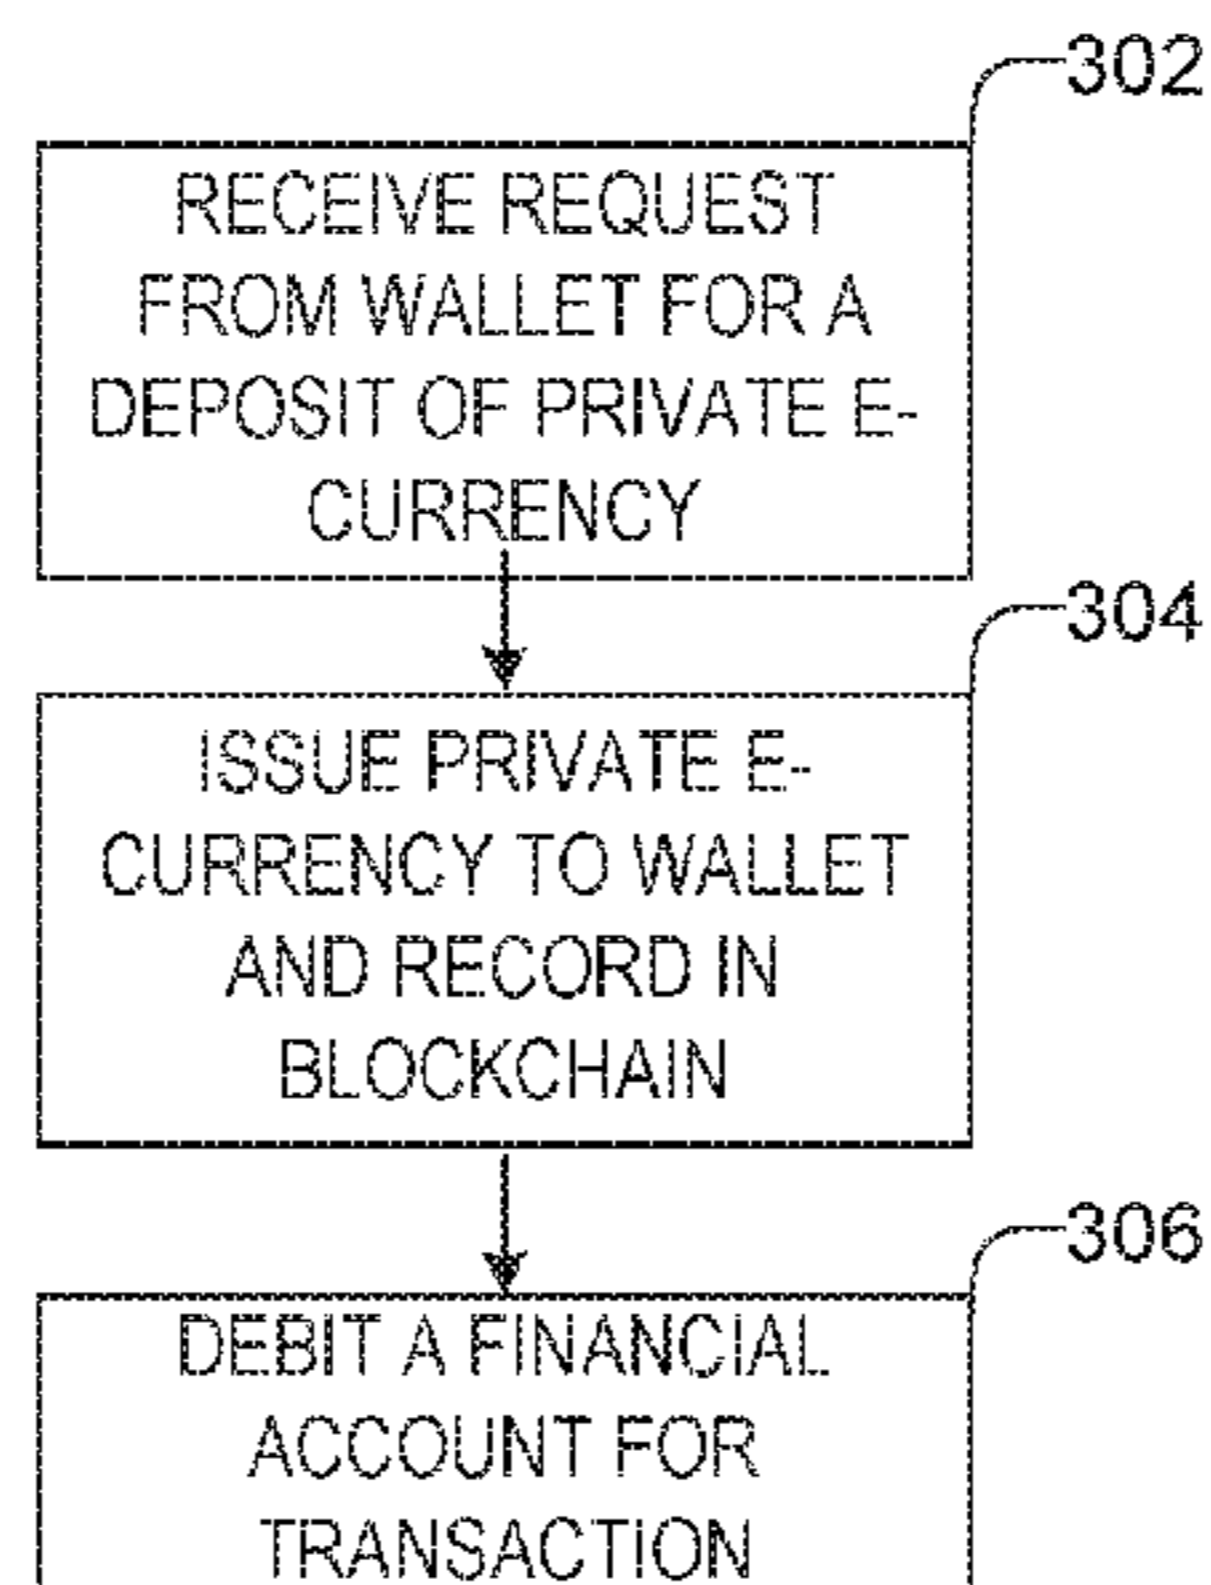 302
RECEIVE REQUEST
FROM WALLET FOR A
DEPOSIT OF PRIVATE E-
CURRENCY
304
ISSUE PRIVATE E-
CURRENCY TO WALLET
AND RECORD IN
BLOCKCHAIN
306
DEBIT A FINANCIAL
ACCOUNT FOR
TRANSACTION